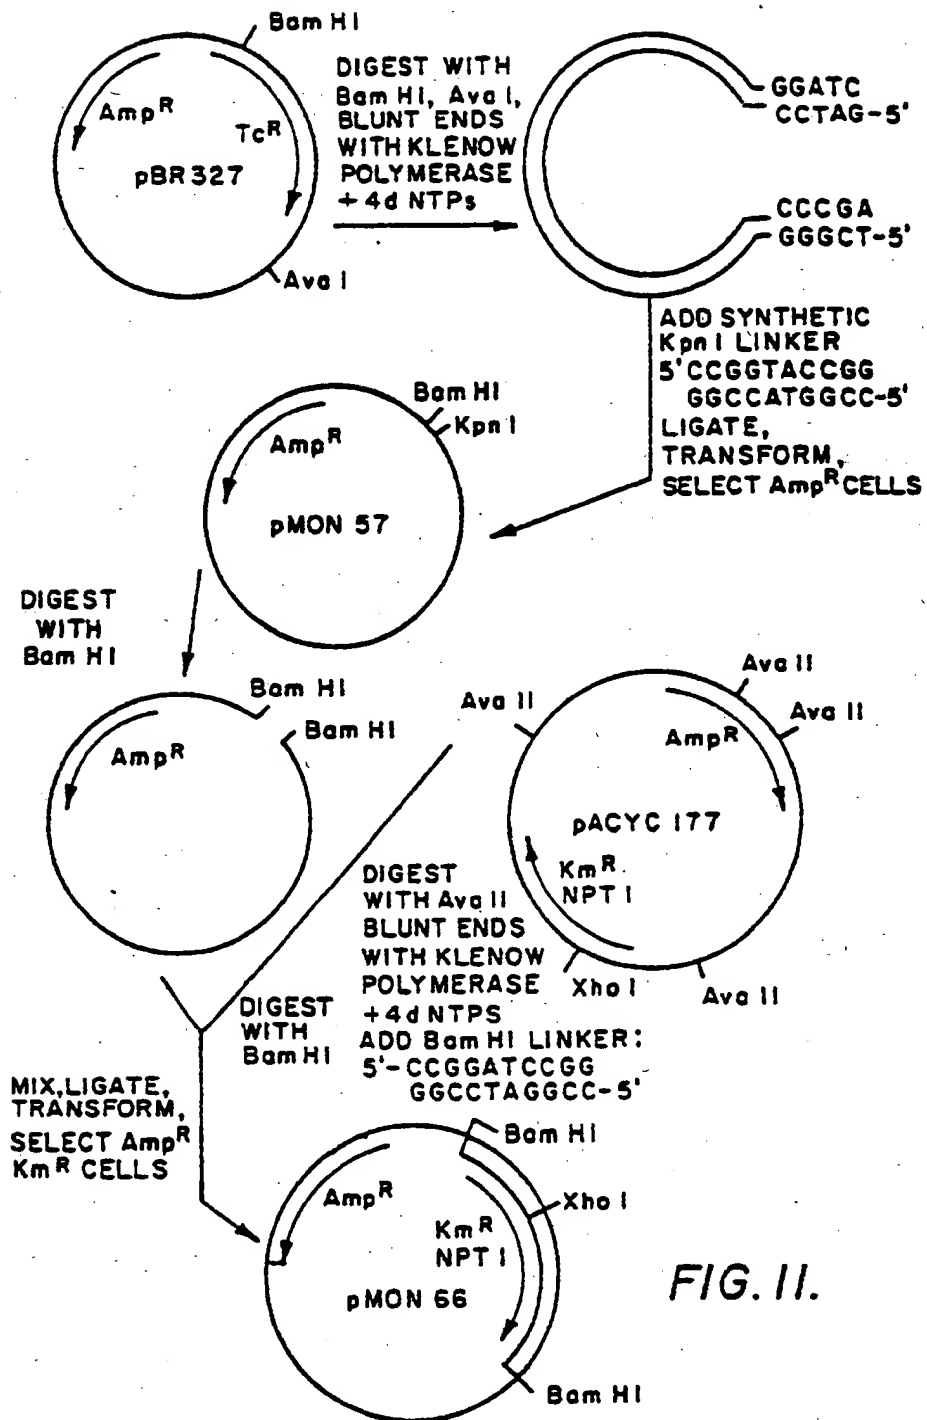 Bam HI
AmpR
TcR
pBR327
Ava I
DIGEST WITH
Bam HI, Ava I,
BLUNT ENDS
WITH KLENOW
POLYMERASE
+4d NTPs
GGATC
CCTAG-5'
CCCGA
GGGCT-5'
ADD SYNTHETIC
Kpn I LINKER
5'CCGGTACCGG
GGCCATGGCC-5'
LIGATE,
TRANSFORM,
SELECT AmpR CELLS
Bam HI
Kpn I
AmpR
pMON 57
DIGEST
WITH
Bam HI
Bam HI
Bam HI
AmpR
Ava II
Ava II
Ava II
AmpR
pACYC 177
KmR
NPT I
Xho I
Ava II
DIGEST
WITH Ava II
BLUNT ENDS
WITH KLENOW
POLYMERASE
+4d NTPS
ADD Bam HI LINKER:
5'-CCGGATCCGG
GGCCTAGGCC-5'
DIGEST
WITH
Bam HI
MIX, LIGATE,
TRANSFORM,
SELECT AmpR
KmR CELLS
Bam HI
AmpR
Xho I
KmR
NPT I
pMON 66
Bam HI
FIG. 11.